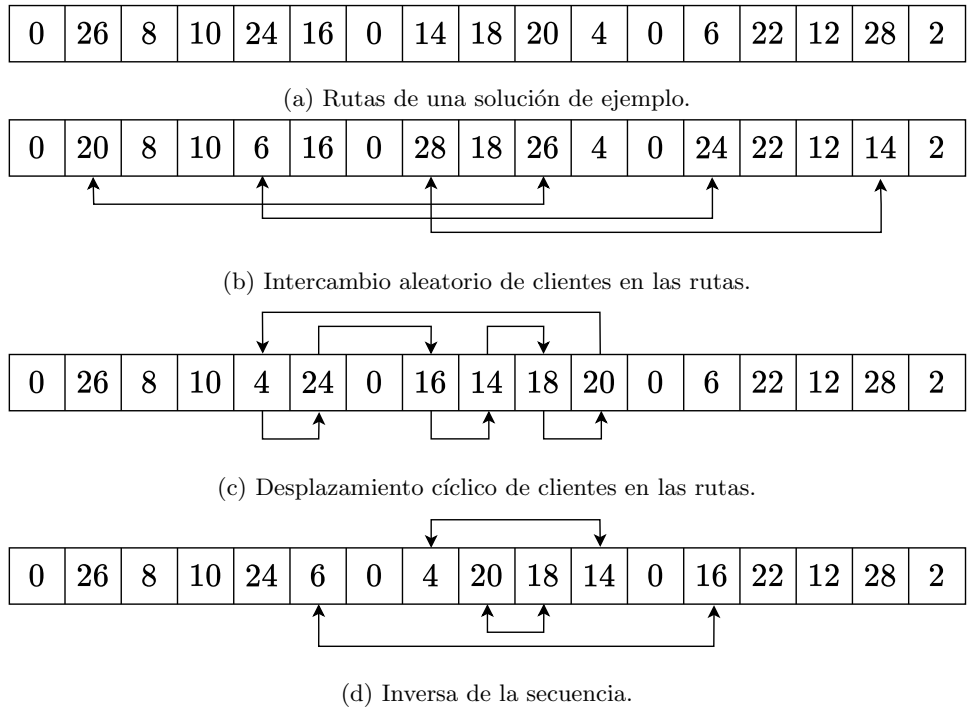 0 26 8 10 24 16 0 14 18 20 4 0 6 22 12 28 2
(a) Rutas de una solución de ejemplo.
0 20 8 10 6 16 0 28 18 26 4 0 24 22 12 14 2
(b) Intercambio aleatorio de clientes en las rutas.
0 26 8 10 4 24 0 16 14 18 20 0 6 22 12 28 2
(c) Desplazamiento cíclico de clientes en las rutas.
0 26 8 10 24 6 0 4 20 18 14 0 16 22 12 28 2
(d) Inversa de la secuencia.